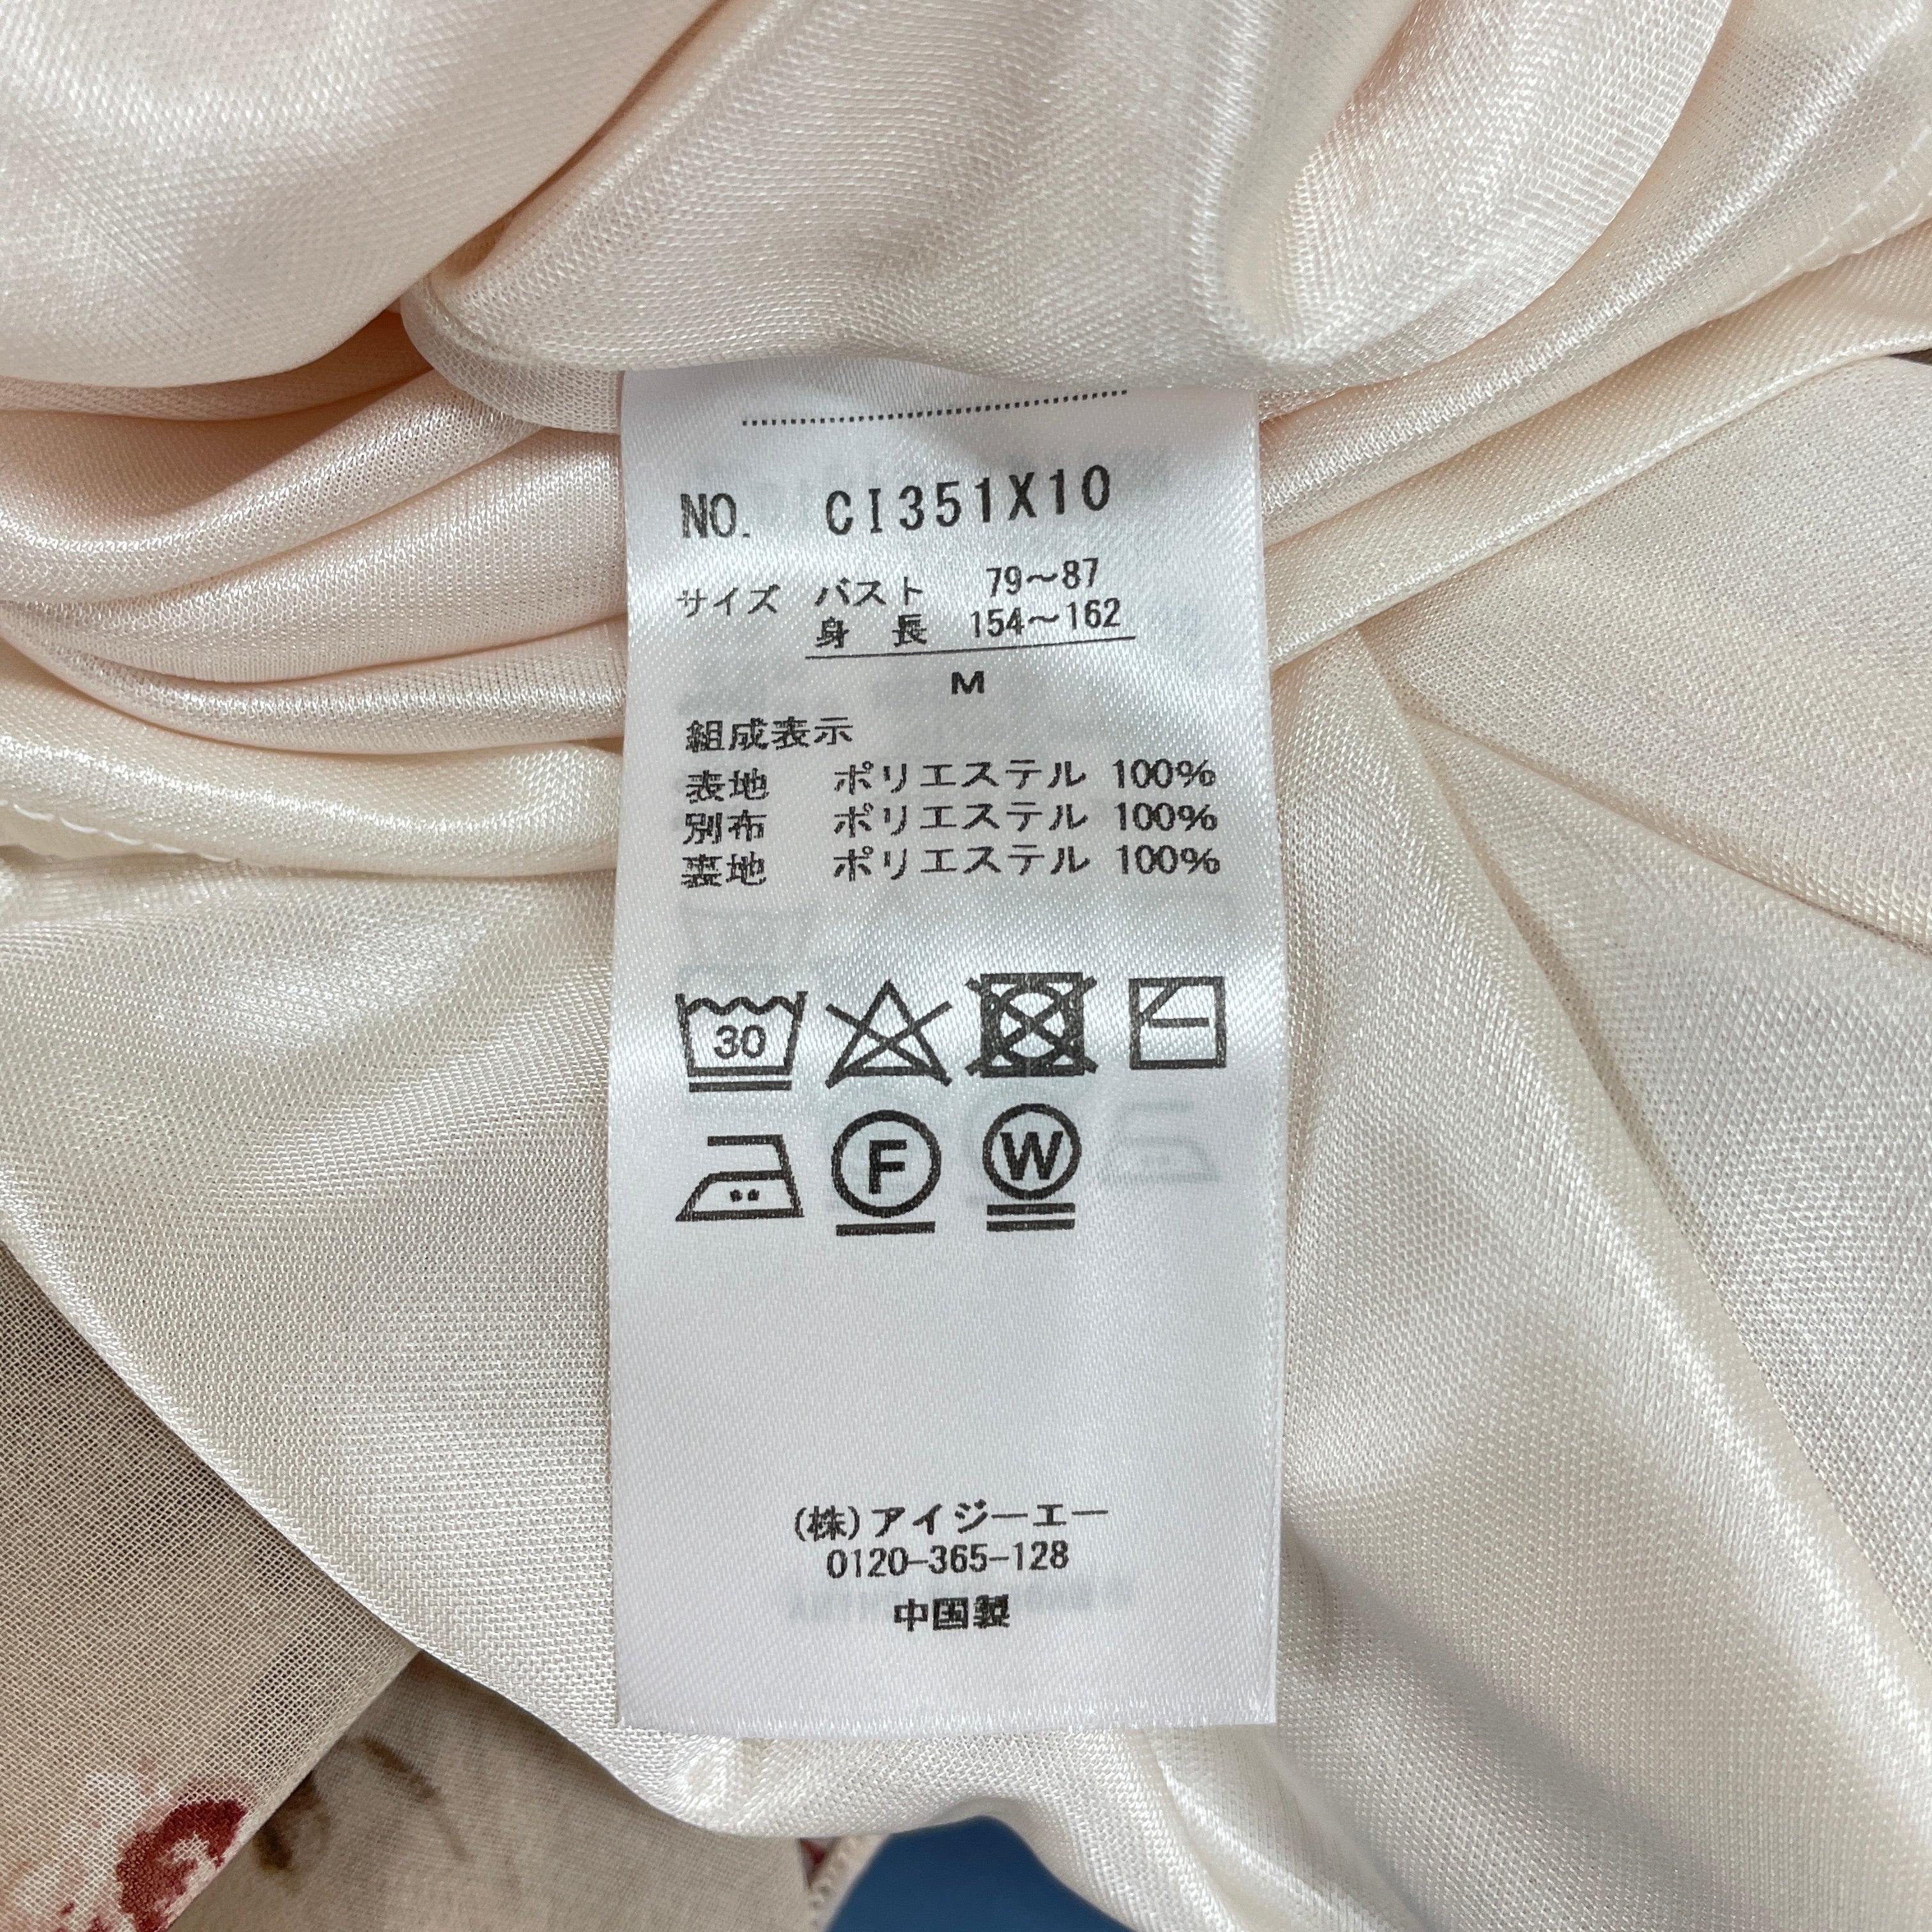 NO. CI351X10
サイズ バスト 79~87
身 長 154~162
M
組成表示
表地 ポリエステル 100%
別布 ポリエステル 100%
裏地 ポリエステル 100%
30
F W
(株)アイジーエー
0120-365-128
中国製